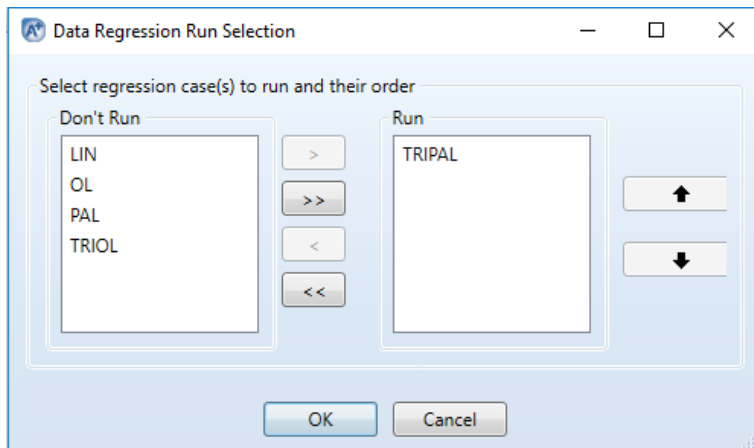 Data Regression Run Selection
Select regression case(s) to run and their order
Don't Run
LIN
OL
PAL
TRIOL
>
>>
<
<<
Run
TRIPAL
OK
Cancel